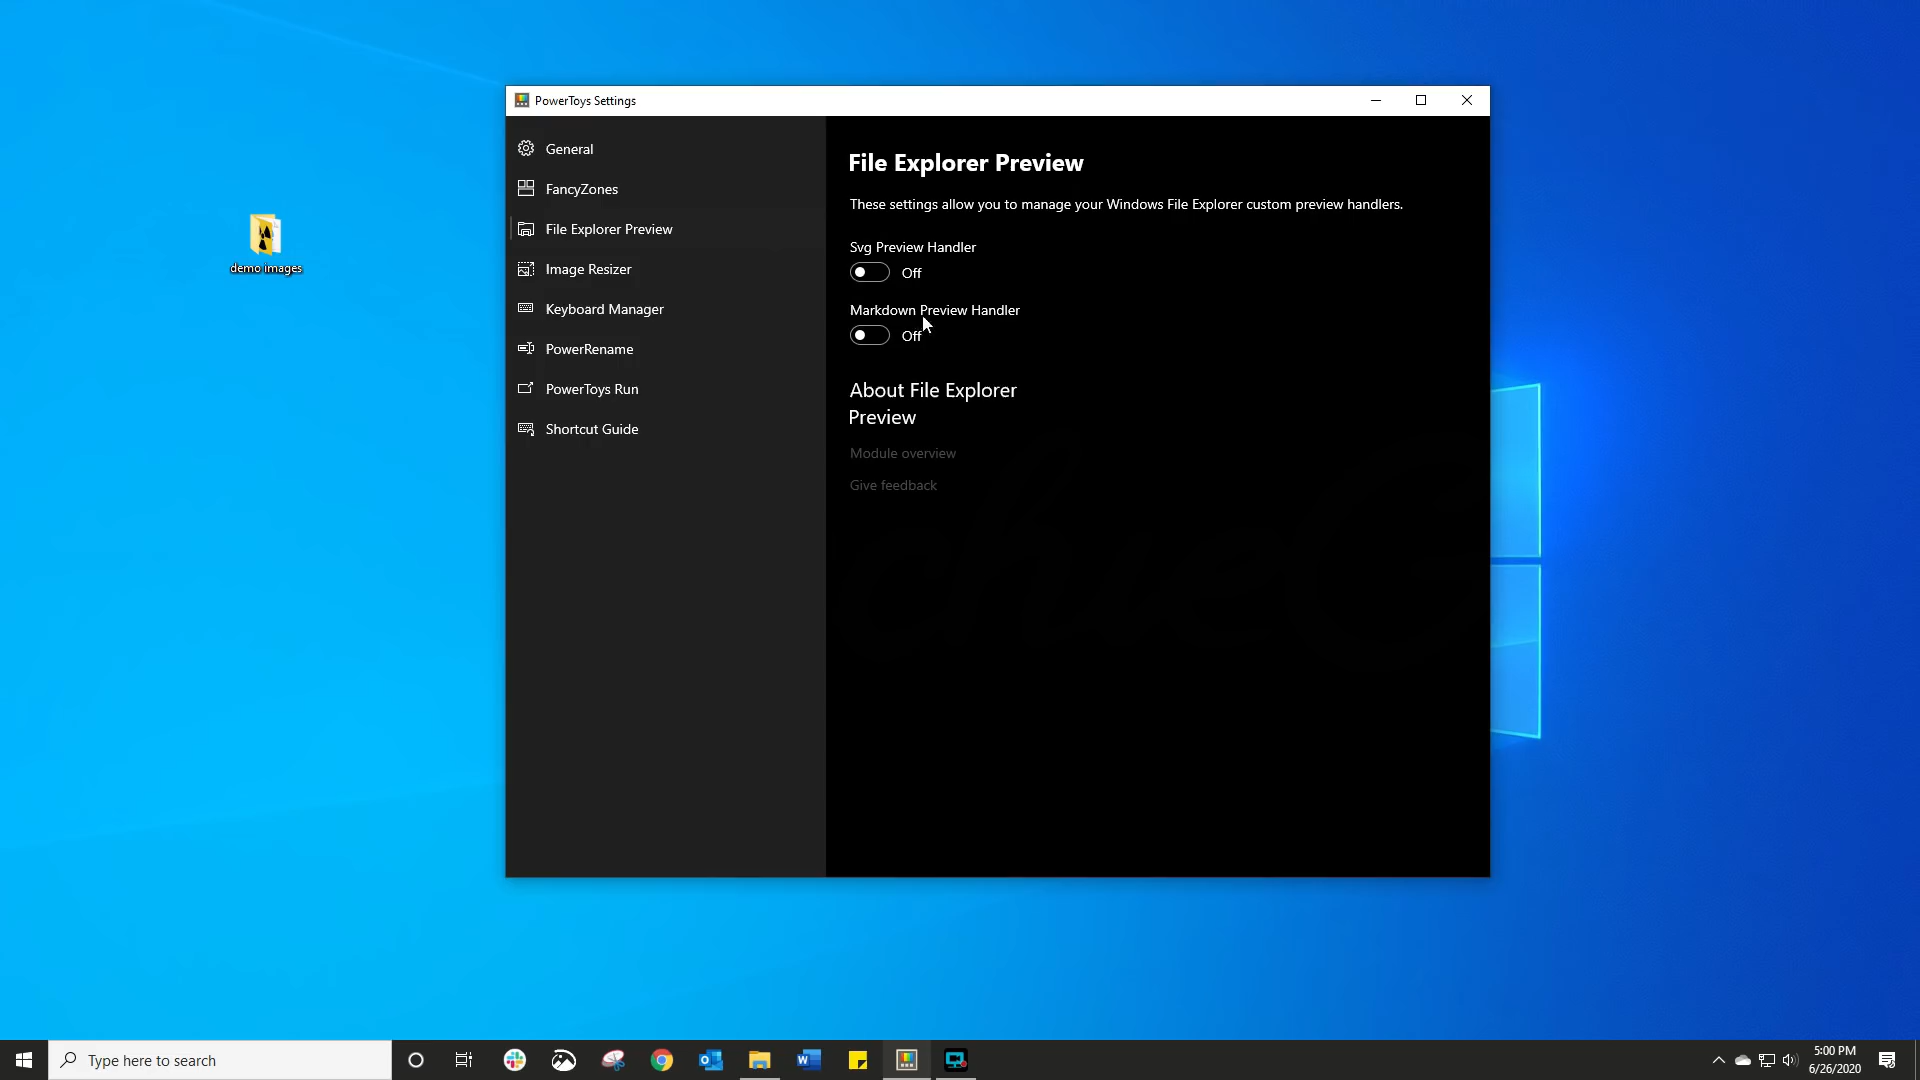 PowerToys Settings
General
FancyZones
File Explorer Preview
Image Resizer
Keyboard Manager
PowerRename
PowerToys Run
Shortcut Guide
File Explorer Preview
These settings allow you to manage your Windows File Explorer custom preview handlers.
Svg Preview Handler
Off
Markdown Preview Handler
Off
About File Explorer
Preview
Module overview
Give feedback
demo images
Type here to search
5:00 PM
6/26/2020